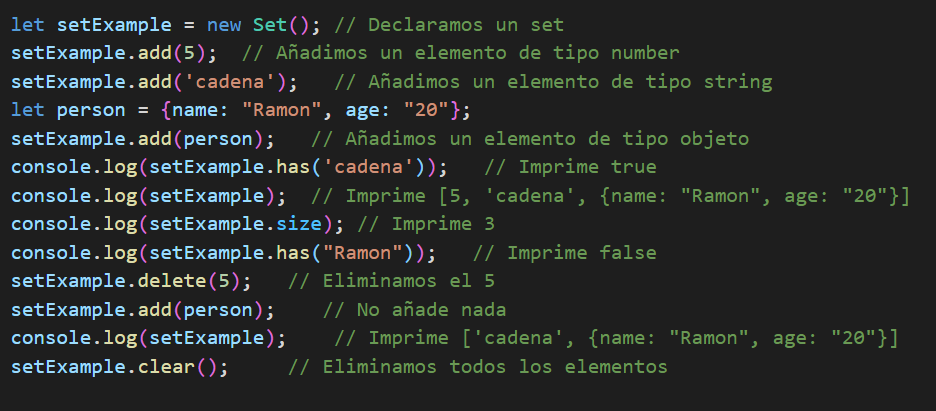 let setExample = new Set(); // Declaramos un set
setExample.add(5);  // Añadimos un elemento de tipo number
setExample.add('cadena');   // Añadimos un elemento de tipo string
let person = {name: "Ramon", age: "20"};
setExample.add(person);   // Añadimos un elemento de tipo objeto
console.log(setExample.has('cadena'));   // Imprime true
console.log(setExample);  // Imprime [5, 'cadena', {name: "Ramon", age: "20"}]
console.log(setExample.size); // Imprime 3
console.log(setExample.has("Ramon"));   // Imprime false
setExample.delete(5);   // Eliminamos el 5
setExample.add(person);    // No añade nada
console.log(setExample);    // Imprime ['cadena', {name: "Ramon", age: "20"}]
setExample.clear();     // Eliminamos todos los elementos